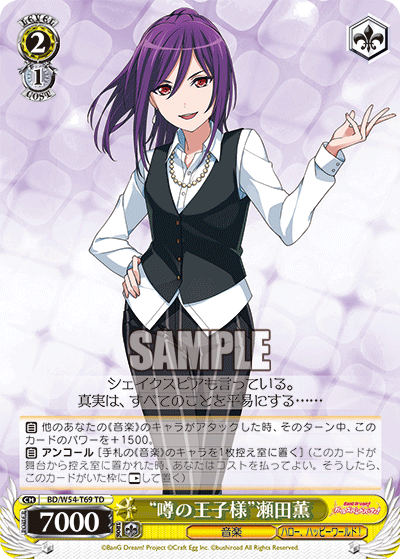 LEVEL
2
1
COST
SAMPLE
シェイクスピアも言っている。
真実は、すべてのことを平易にする……
自 他のあなたの《音楽》のキャラがアタックした時、そのターン中、このカードのパワーを+1500。
自 アンコール [手札の《音楽》のキャラを1枚控え室に置く] (このカードが舞台から控え室に置かれた時、あなたはコストを払ってよい。そうしたら、このカードがいた枠にレストして置く)
CH BD/W54-T69 TD
"噂の王子様"瀬田薫
7000
音楽
ハロー、ハッピーワールド!
©BanG Dream! Project ©Craft Egg Inc. ©bushiroad All Rights Reserved.